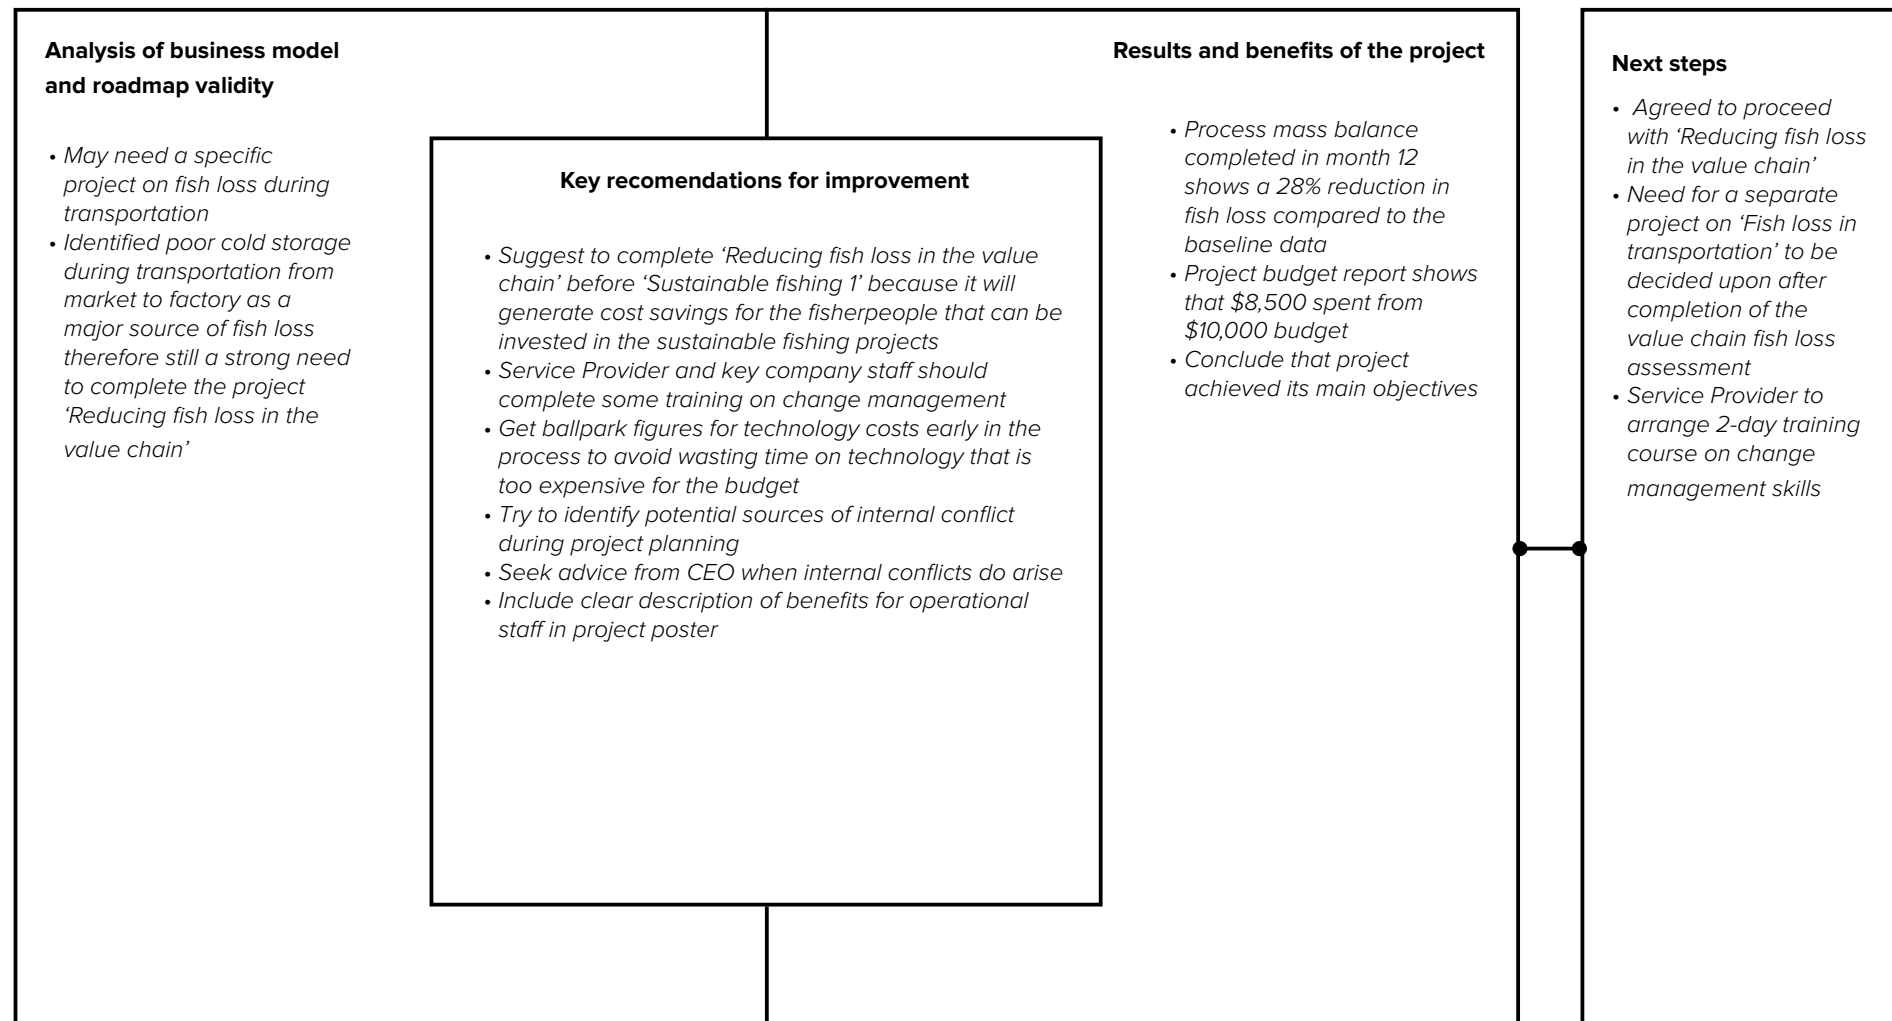 Analysis of business model
and roadmap validity
• May need a specific
project on fish loss during
transportation
• Identified poor cold storage
during transportation from
market to factory as a
major source of fish loss
therefore still a strong need
to complete the project
‘Reducing fish loss in the
value chain’
Key recomendations for improvement
• Suggest to complete ‘Reducing fish loss in the value
chain’ before ‘Sustainable fishing 1’ because it will
generate cost savings for the fisherpeople that can be
invested in the sustainable fishing projects
• Service Provider and key company staff should
complete some training on change management
• Get ballpark figures for technology costs early in the
process to avoid wasting time on technology that is
too expensive for the budget
• Try to identify potential sources of internal conflict
during project planning
• Seek advice from CEO when internal conflicts do arise
• Include clear description of benefits for operational
staff in project poster
Results and benefits of the project
• Process mass balance
completed in month 12
shows a 28% reduction in
fish loss compared to the
baseline data
• Project budget report shows
that $8,500 spent from
$10,000 budget
• Conclude that project
achieved its main objectives
Next steps
• Agreed to proceed
with ‘Reducing fish loss
in the value chain’
• Need for a separate
project on ‘Fish loss in
transportation’ to be
decided upon after
completion of the
value chain fish loss
assessment
• Service Provider to
arrange 2-day training
course on change
management skills